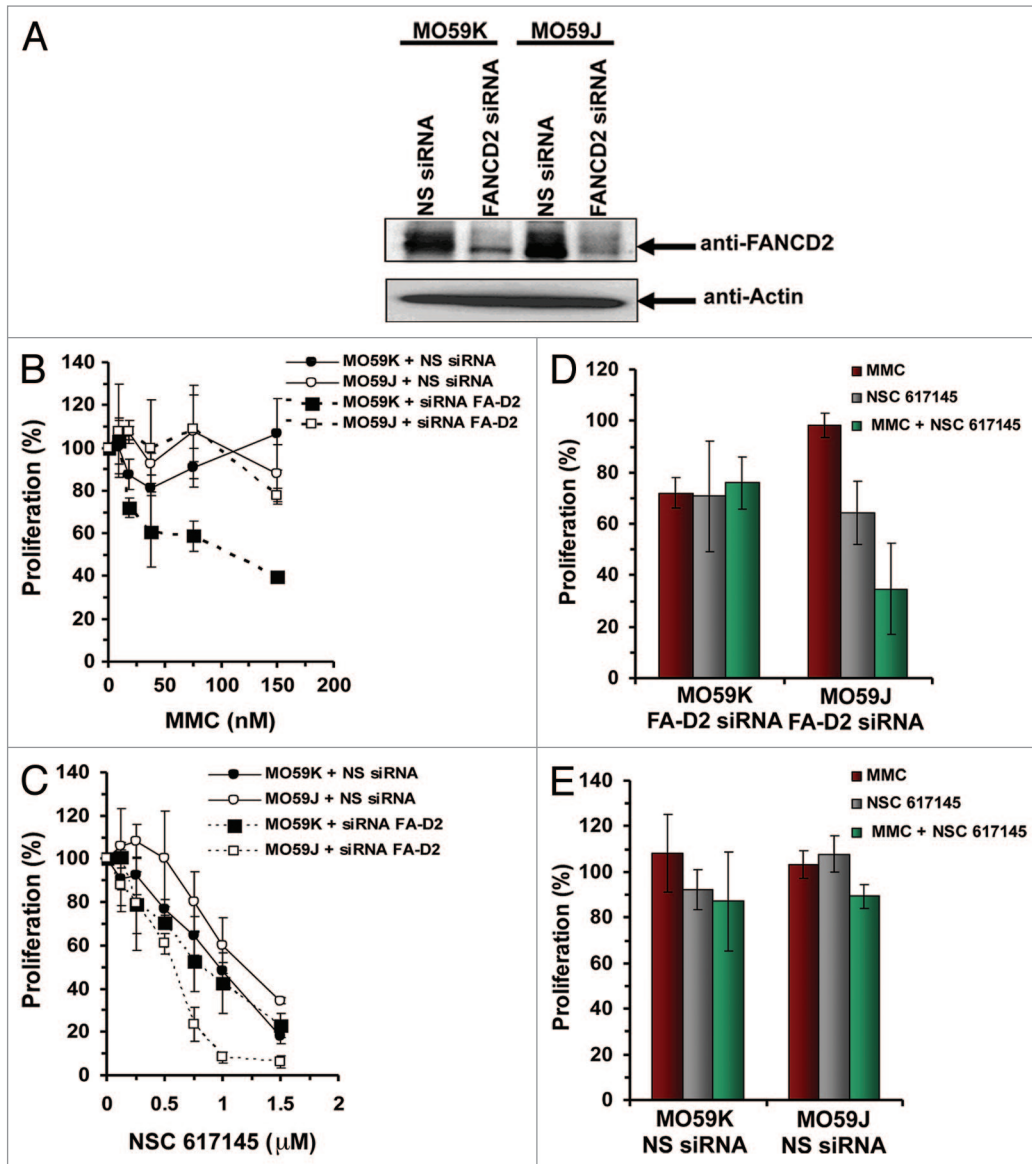 A
MO59K MO59J
NS siRNA
FANCD2 siRNA
NS siRNA
FANCD2 siRNA
anti-FANCD2
anti-Actin
B
140
120
100
80
60
40
20
0
Proliferation (%)
0 50 100 150 200
MMC (nM)
MO59K + NS siRNA
MO59J + NS siRNA
MO59K + siRNA FA-D2
MO59J + siRNA FA-D2
D
120
100
80
60
40
20
0
Proliferation (%)
MMC
NSC 617145
MMC + NSC 617145
MO59K MO59J
FA-D2 siRNA FA-D2 siRNA
C
140
120
100
80
60
40
20
0
Proliferation (%)
0 0.5 1 1.5 2
NSC 617145 (µM)
MO59K + NS siRNA
MO59J + NS siRNA
MO59K + siRNA FA-D2
MO59J + siRNA FA-D2
E
140
120
100
80
60
40
20
0
Proliferation (%)
MMC
NSC 617145
MMC + NSC 617145
MO59K MO59J
NS siRNA NS siRNA